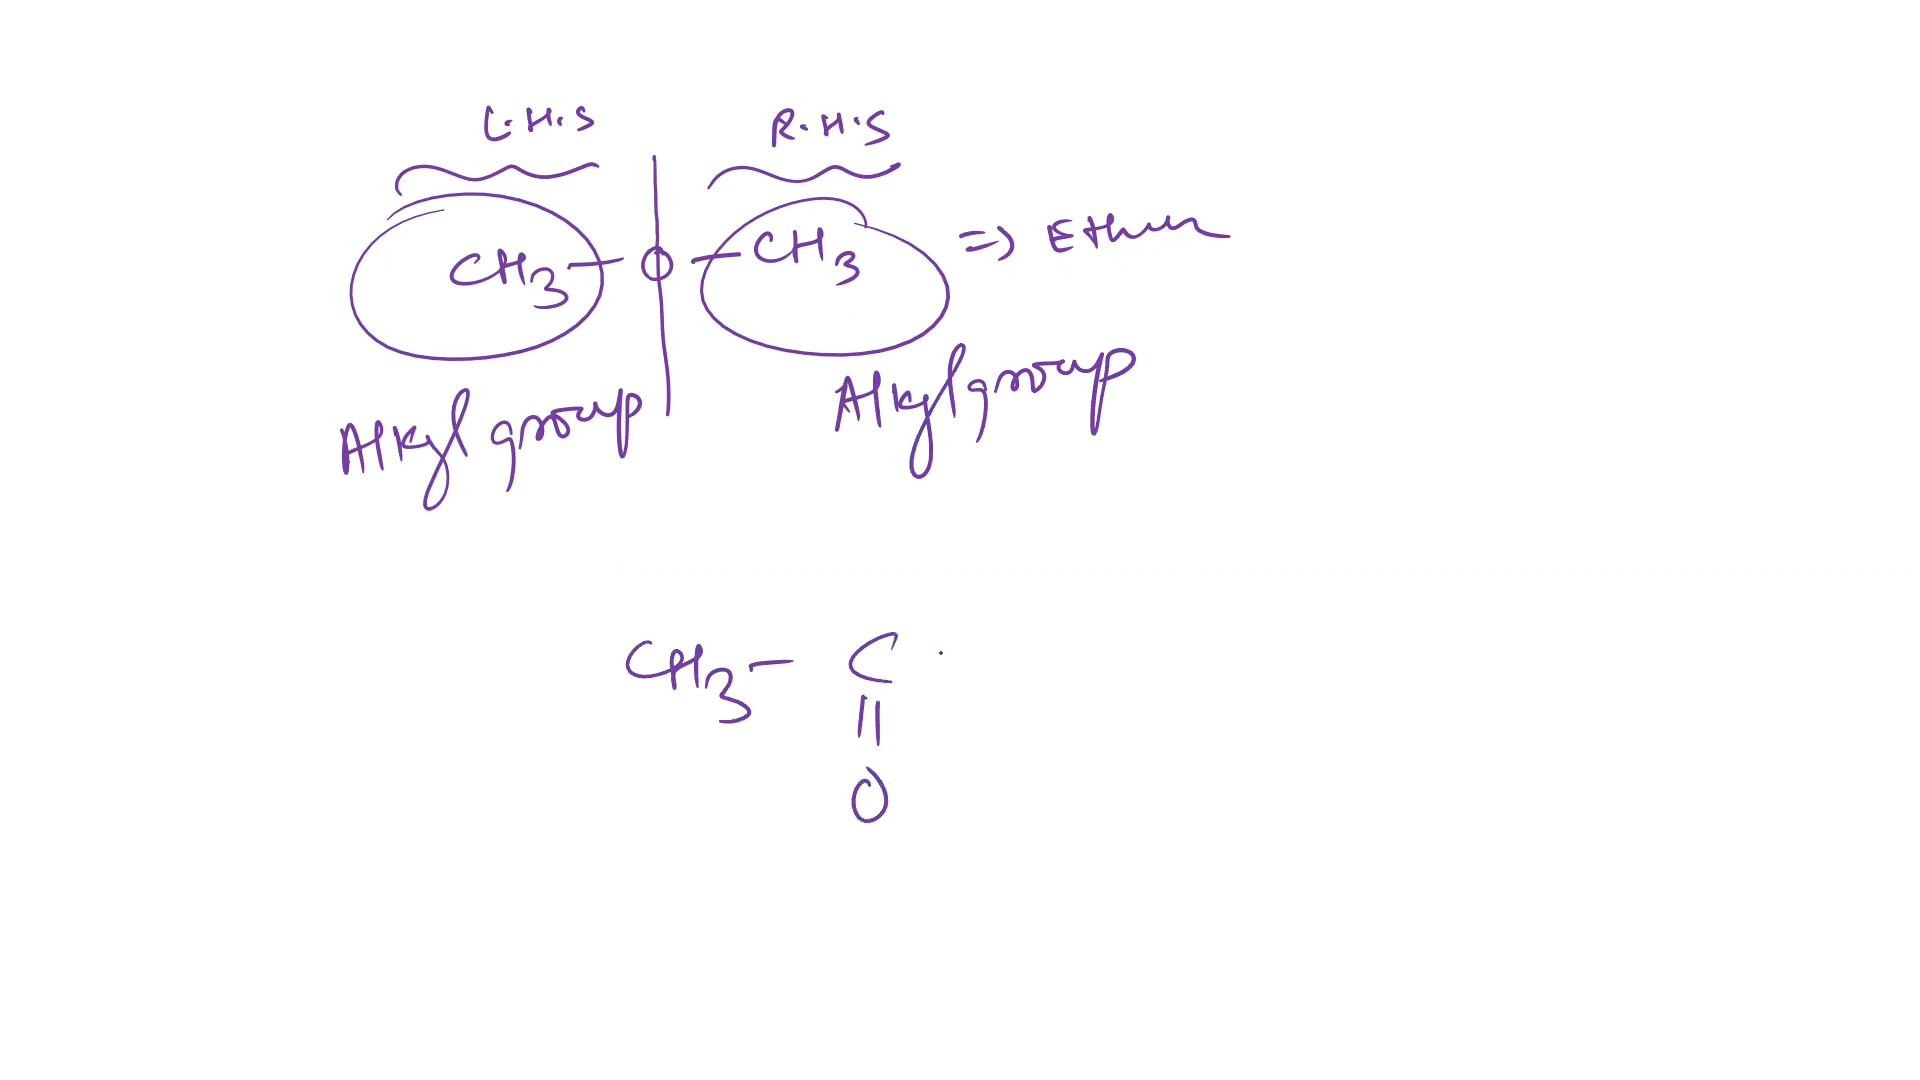 L.H.S R.H.S
CH3-O-CH3 => Ether
Alkyl group Alkyl group
CH3- C
||
O